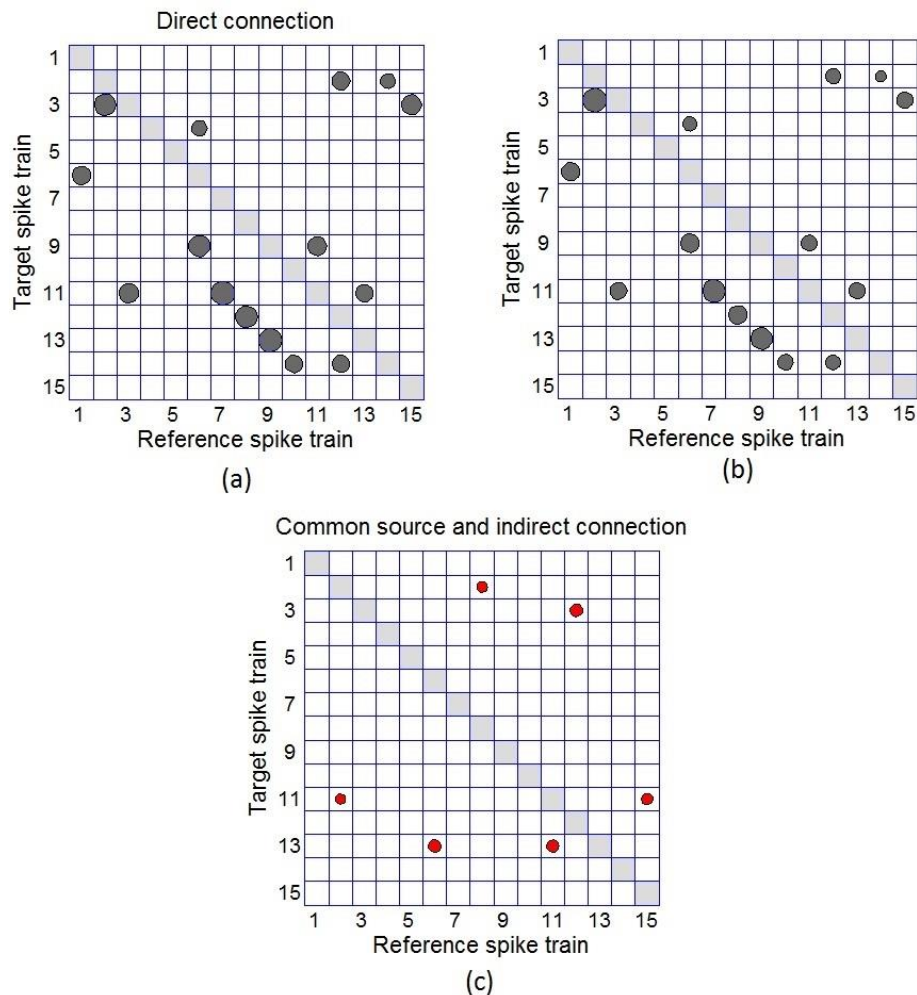 Direct connection
1
3
5
7
9
11
13
15
Target spike train
1 3 5 7 9 11 13 15
Reference spike train
(a)
1
3
5
7
9
11
13
15
Target spike train
1 3 5 7 9 11 13 15
Reference spike train
(b)
Common source and indirect connection
1
3
5
7
9
11
13
15
Target spike train
1 3 5 7 9 11 13 15
Reference spike train
(c)